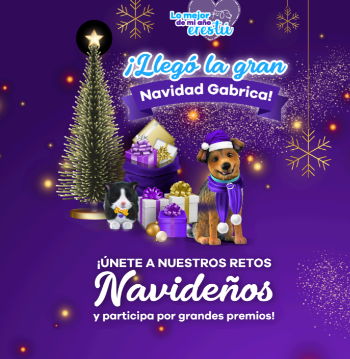 Lo mejor
de mi año
eres tú
¡Llegó la gran
Navidad Gabrica!
¡ÚNETE A NUESTROS RETOS
Navideños
y participa por grandes premios!